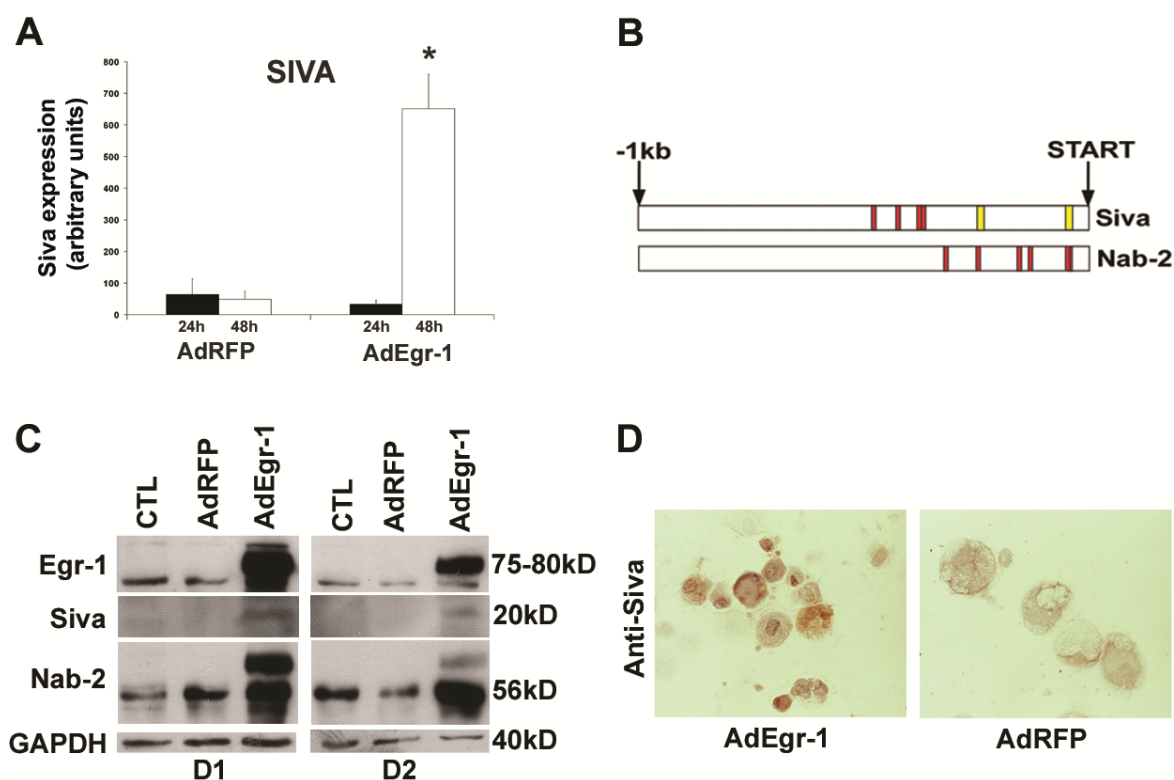 A
SIVA
*
Siva expression
(arbitrary units)
800
700
600
500
400
300
200
100
0
24h 48h 24h 48h
AdRFP AdEgr-1
B
-1kb START
Siva
Nab-2
C
CTL AdRFP AdEgr-1 CTL AdRFP AdEgr-1
Egr-1 75-80kD
Siva 20kD
Nab-2 56kD
GAPDH 40kD
D1 D2
D
Anti-Siva
AdEgr-1 AdRFP